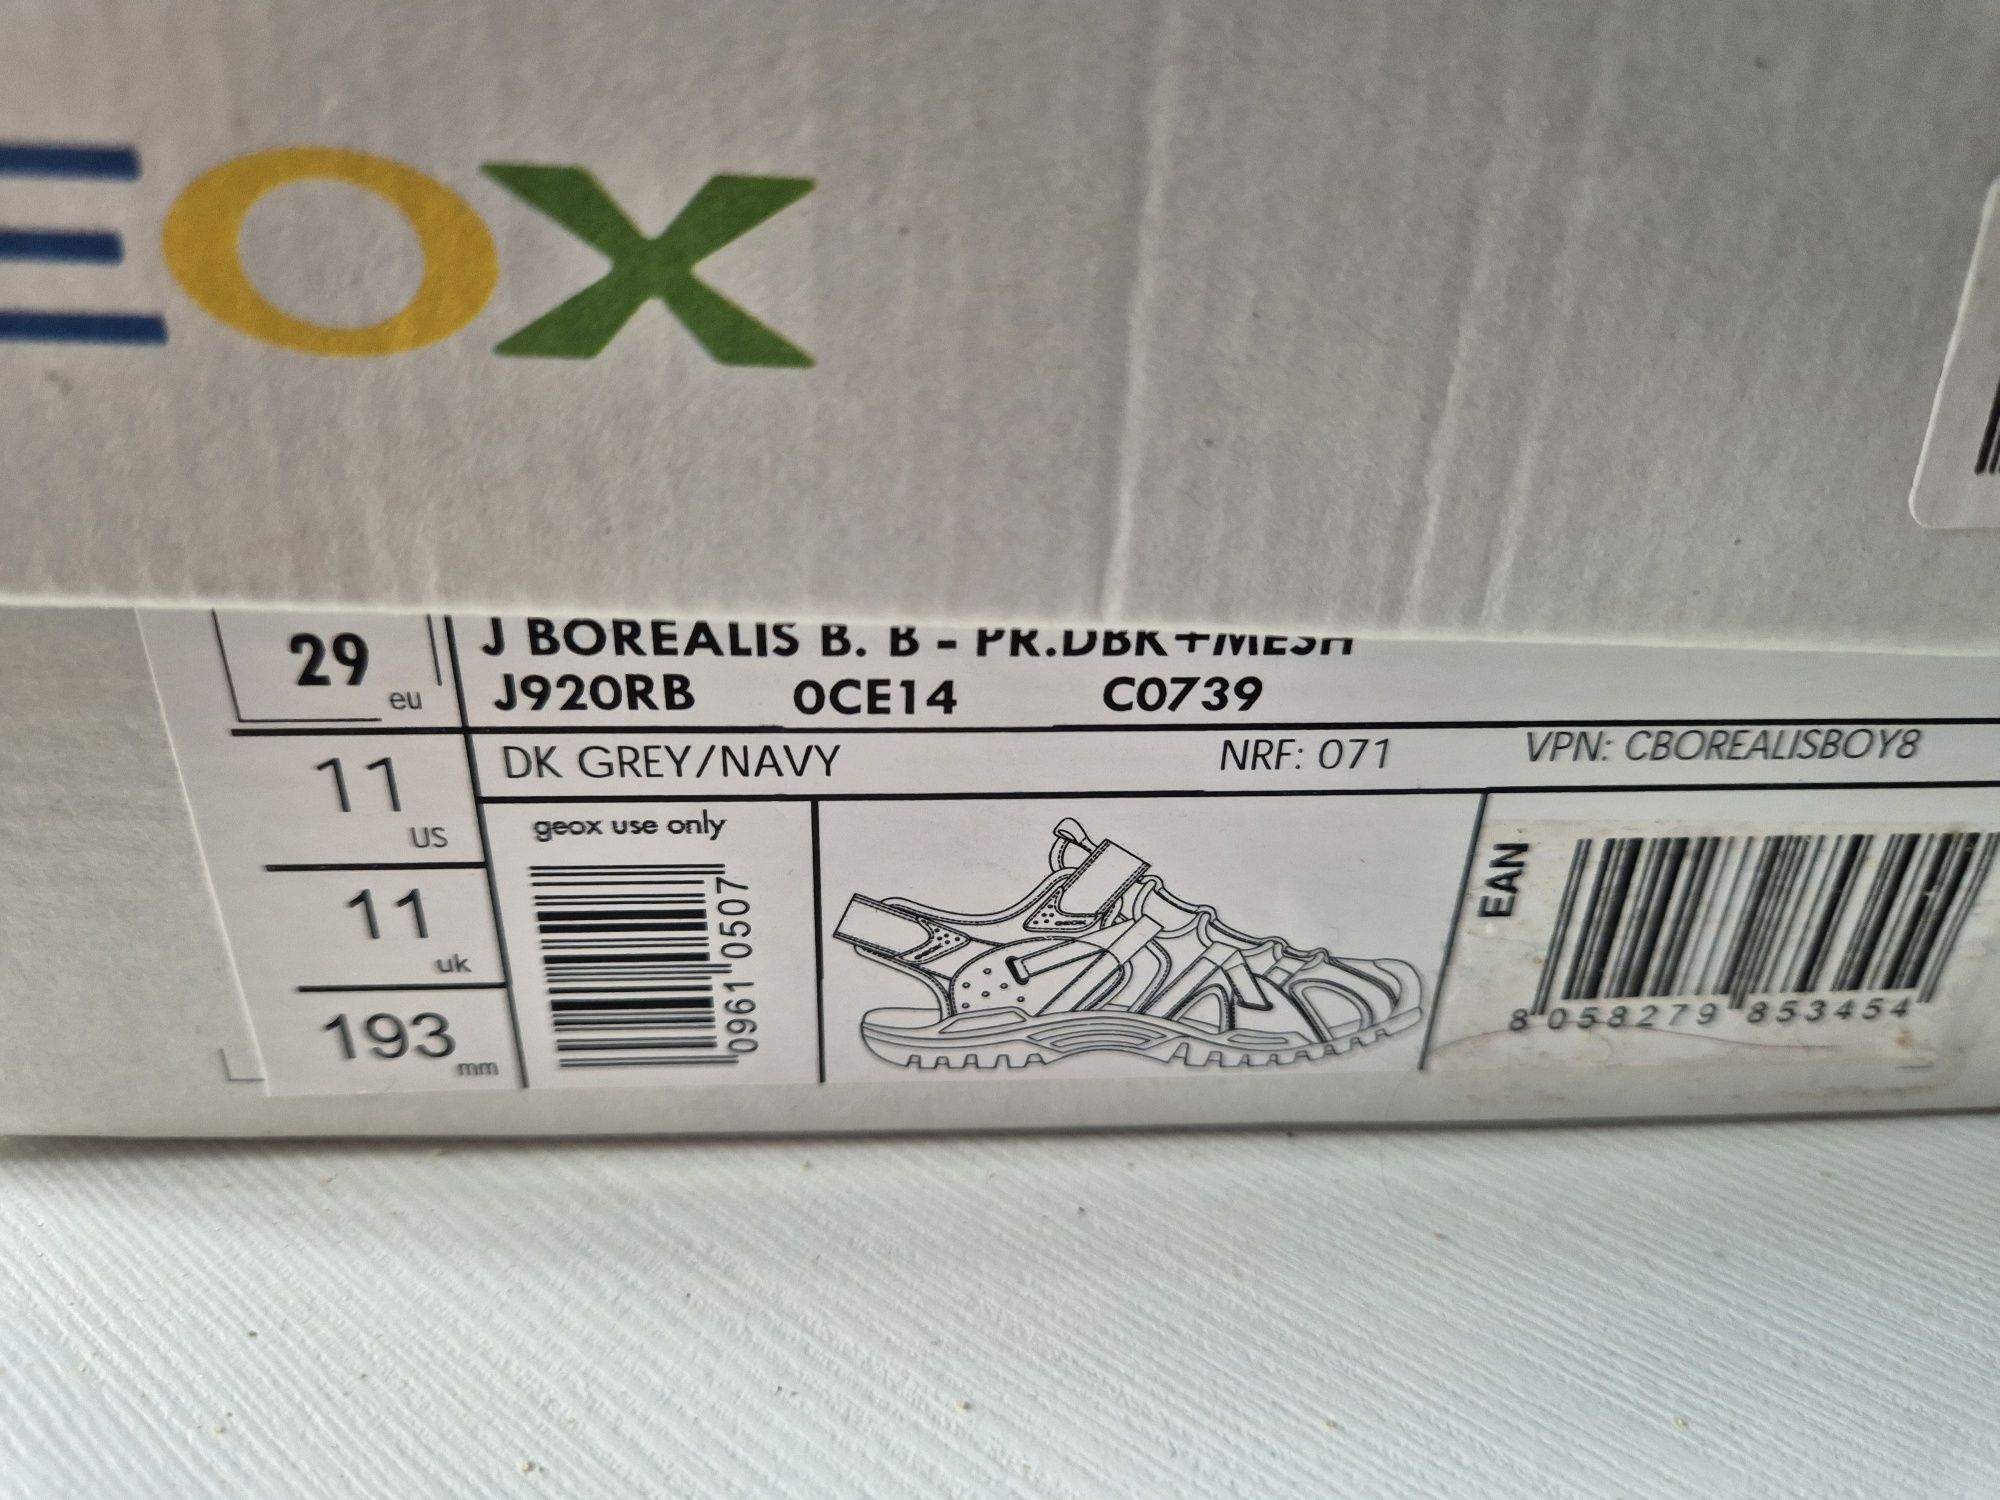 EOX
29 eu
J BOREALIS B. B - PR.DBK+MESH
J920RB 0CE14 C0739
11 US
DK GREY/NAVY NRF: 071 VPN: CBOREALISBOY8
11 uk
193 mm
geox use only
0961 0507
GEOX
EAN
8 058279 853454